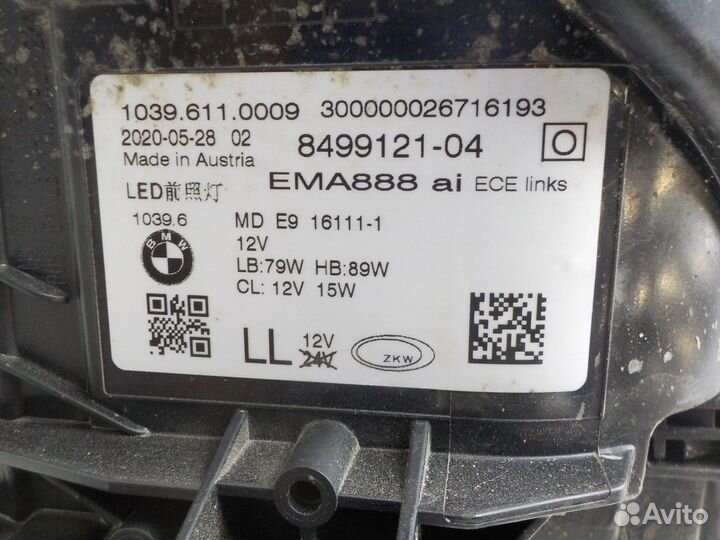 1039.611.0009 300000026716193
2020-05-28 02 8499121-04 O
Made in Austria
LED前照灯 EMA888 ai ECE links
1039.6 MD E9 16111-1
BMW
12V
LB:79W HB:89W
CL: 12V 15W
LL 12V
24V
ZKW
Avito